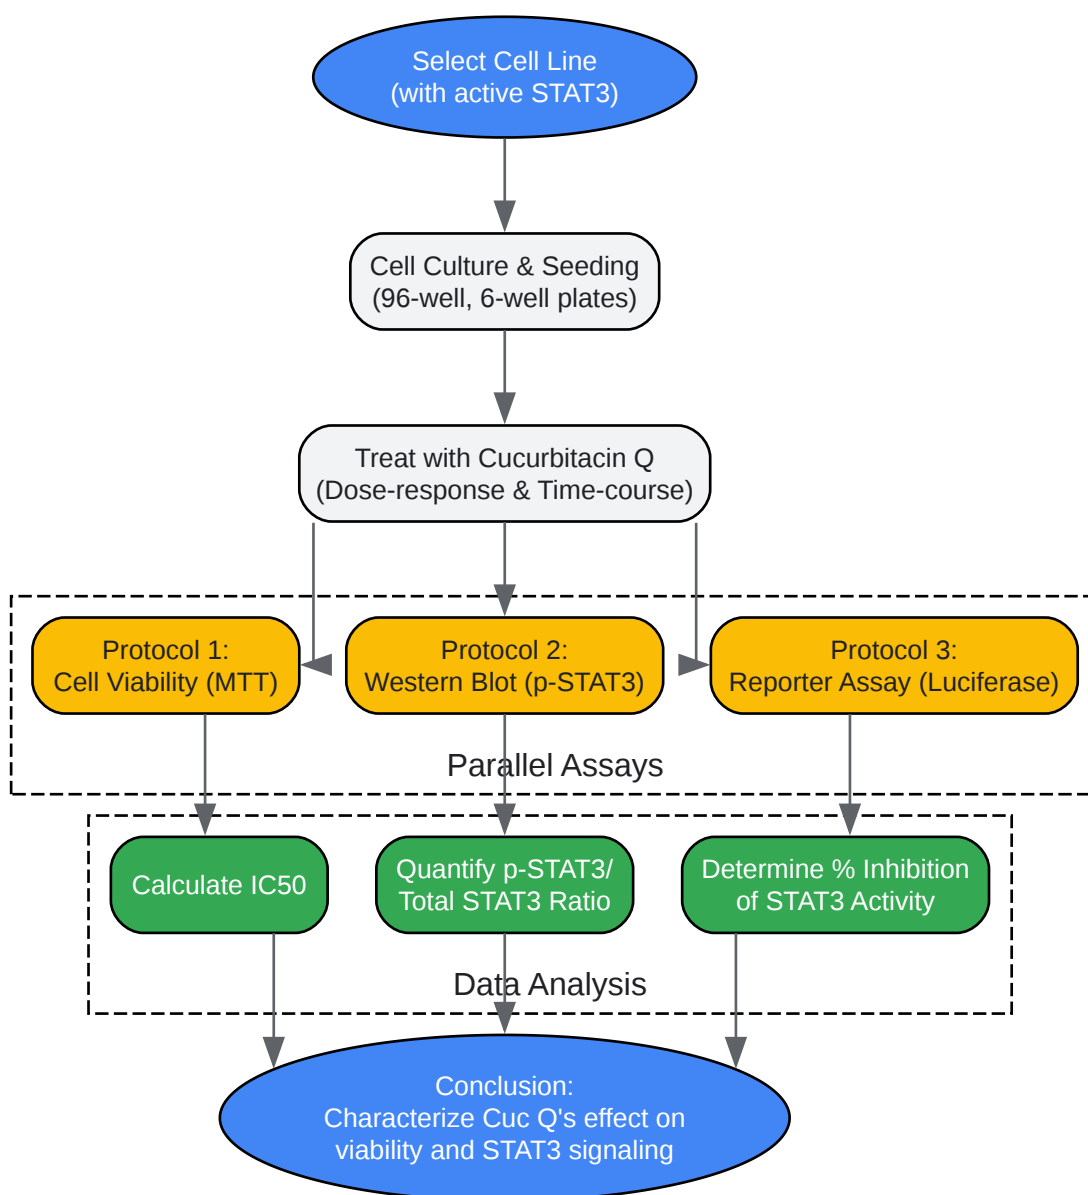 Select Cell Line
(with active STAT3)
Cell Culture & Seeding
(96-well, 6-well plates)
Treat with Cucurbitacin Q
(Dose-response & Time-course)
Protocol 1:
Cell Viability (MTT)
Protocol 2:
Western Blot (p-STAT3)
Protocol 3:
Reporter Assay (Luciferase)
Parallel Assays
Calculate IC50
Quantify p-STAT3/
Total STAT3 Ratio
Determine % Inhibition
of STAT3 Activity
Data Analysis
Conclusion:
Characterize Cuc Q's effect on
viability and STAT3 signaling